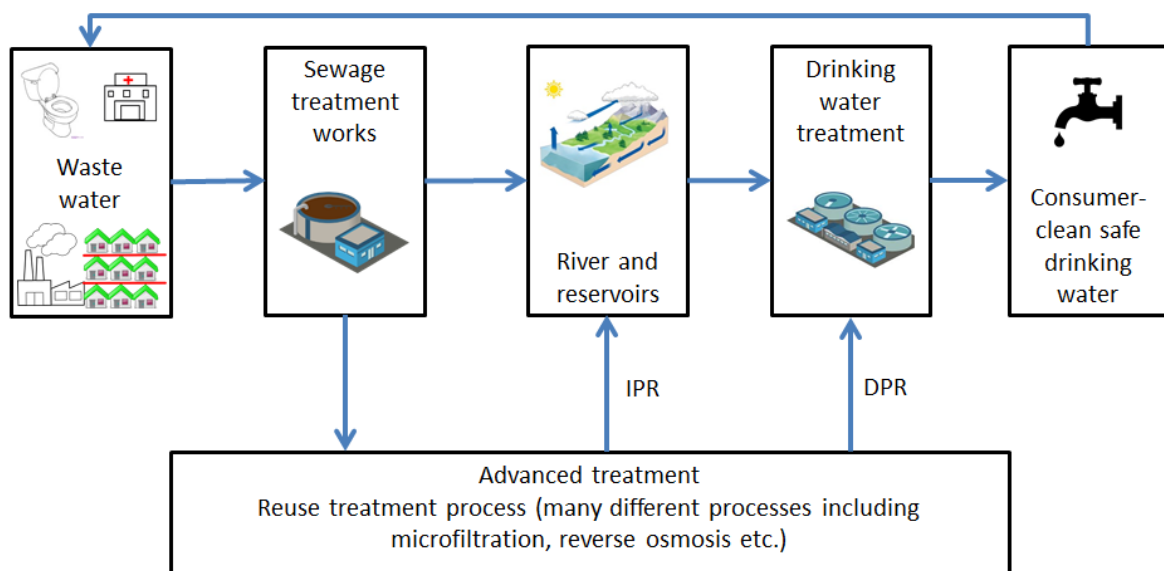 Waste
water
Sewage
treatment
works
River and
reservoirs
Drinking
water
treatment
Consumer-
clean safe
drinking
water
IPR
DPR
Advanced treatment
Reuse treatment process (many different processes including
microfiltration, reverse osmosis etc.)